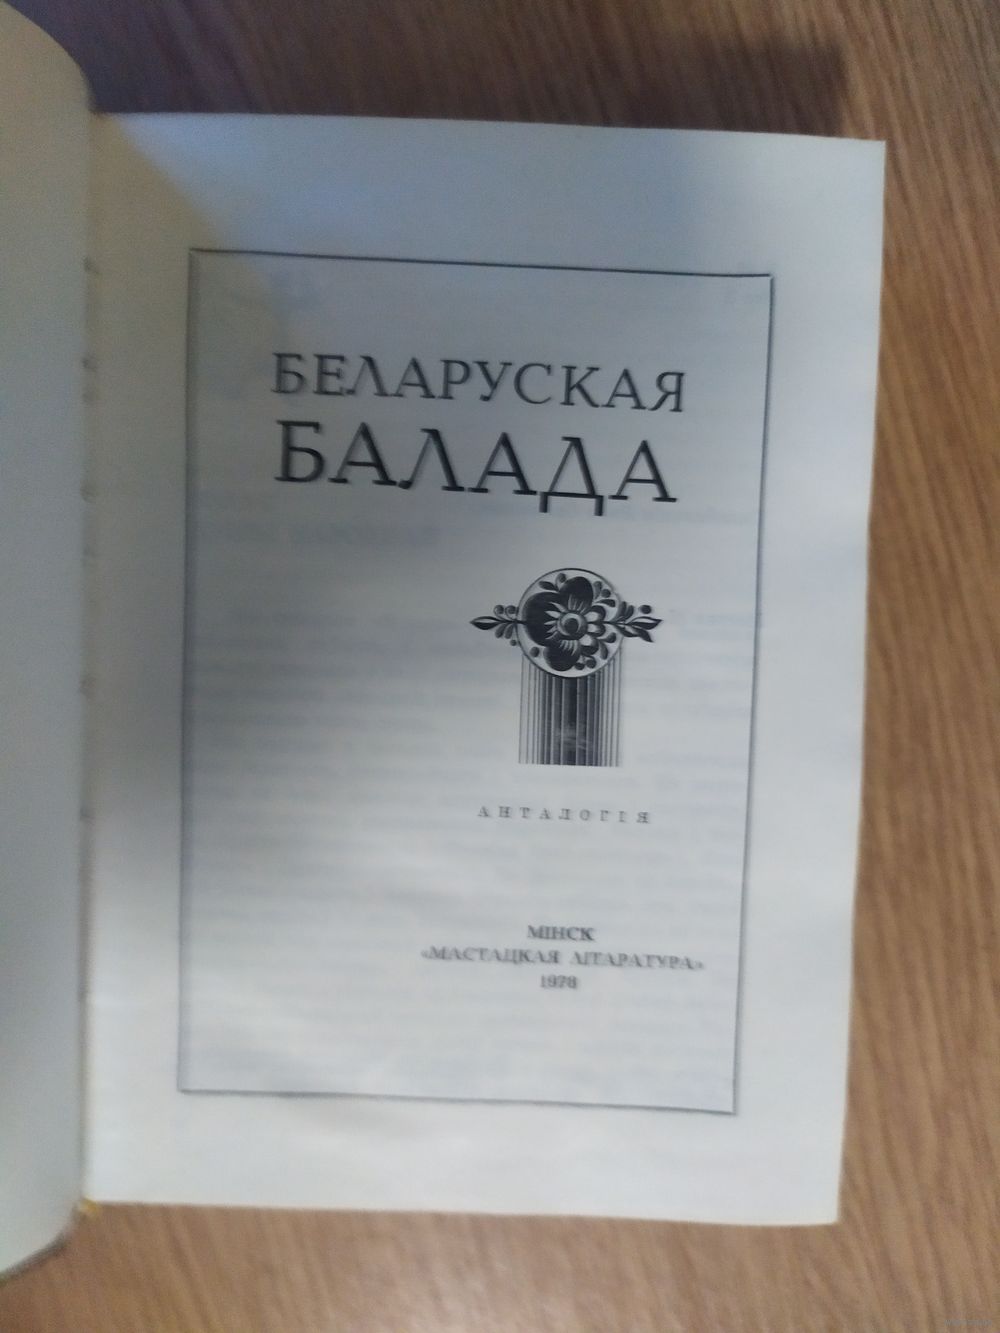 БЕЛАРУСКАЯ
БАЛАДА
АНТАЛОГІЯ
МІНСК
«МАСТАЦКАЯ ЛІТАРАТУРА»
1978